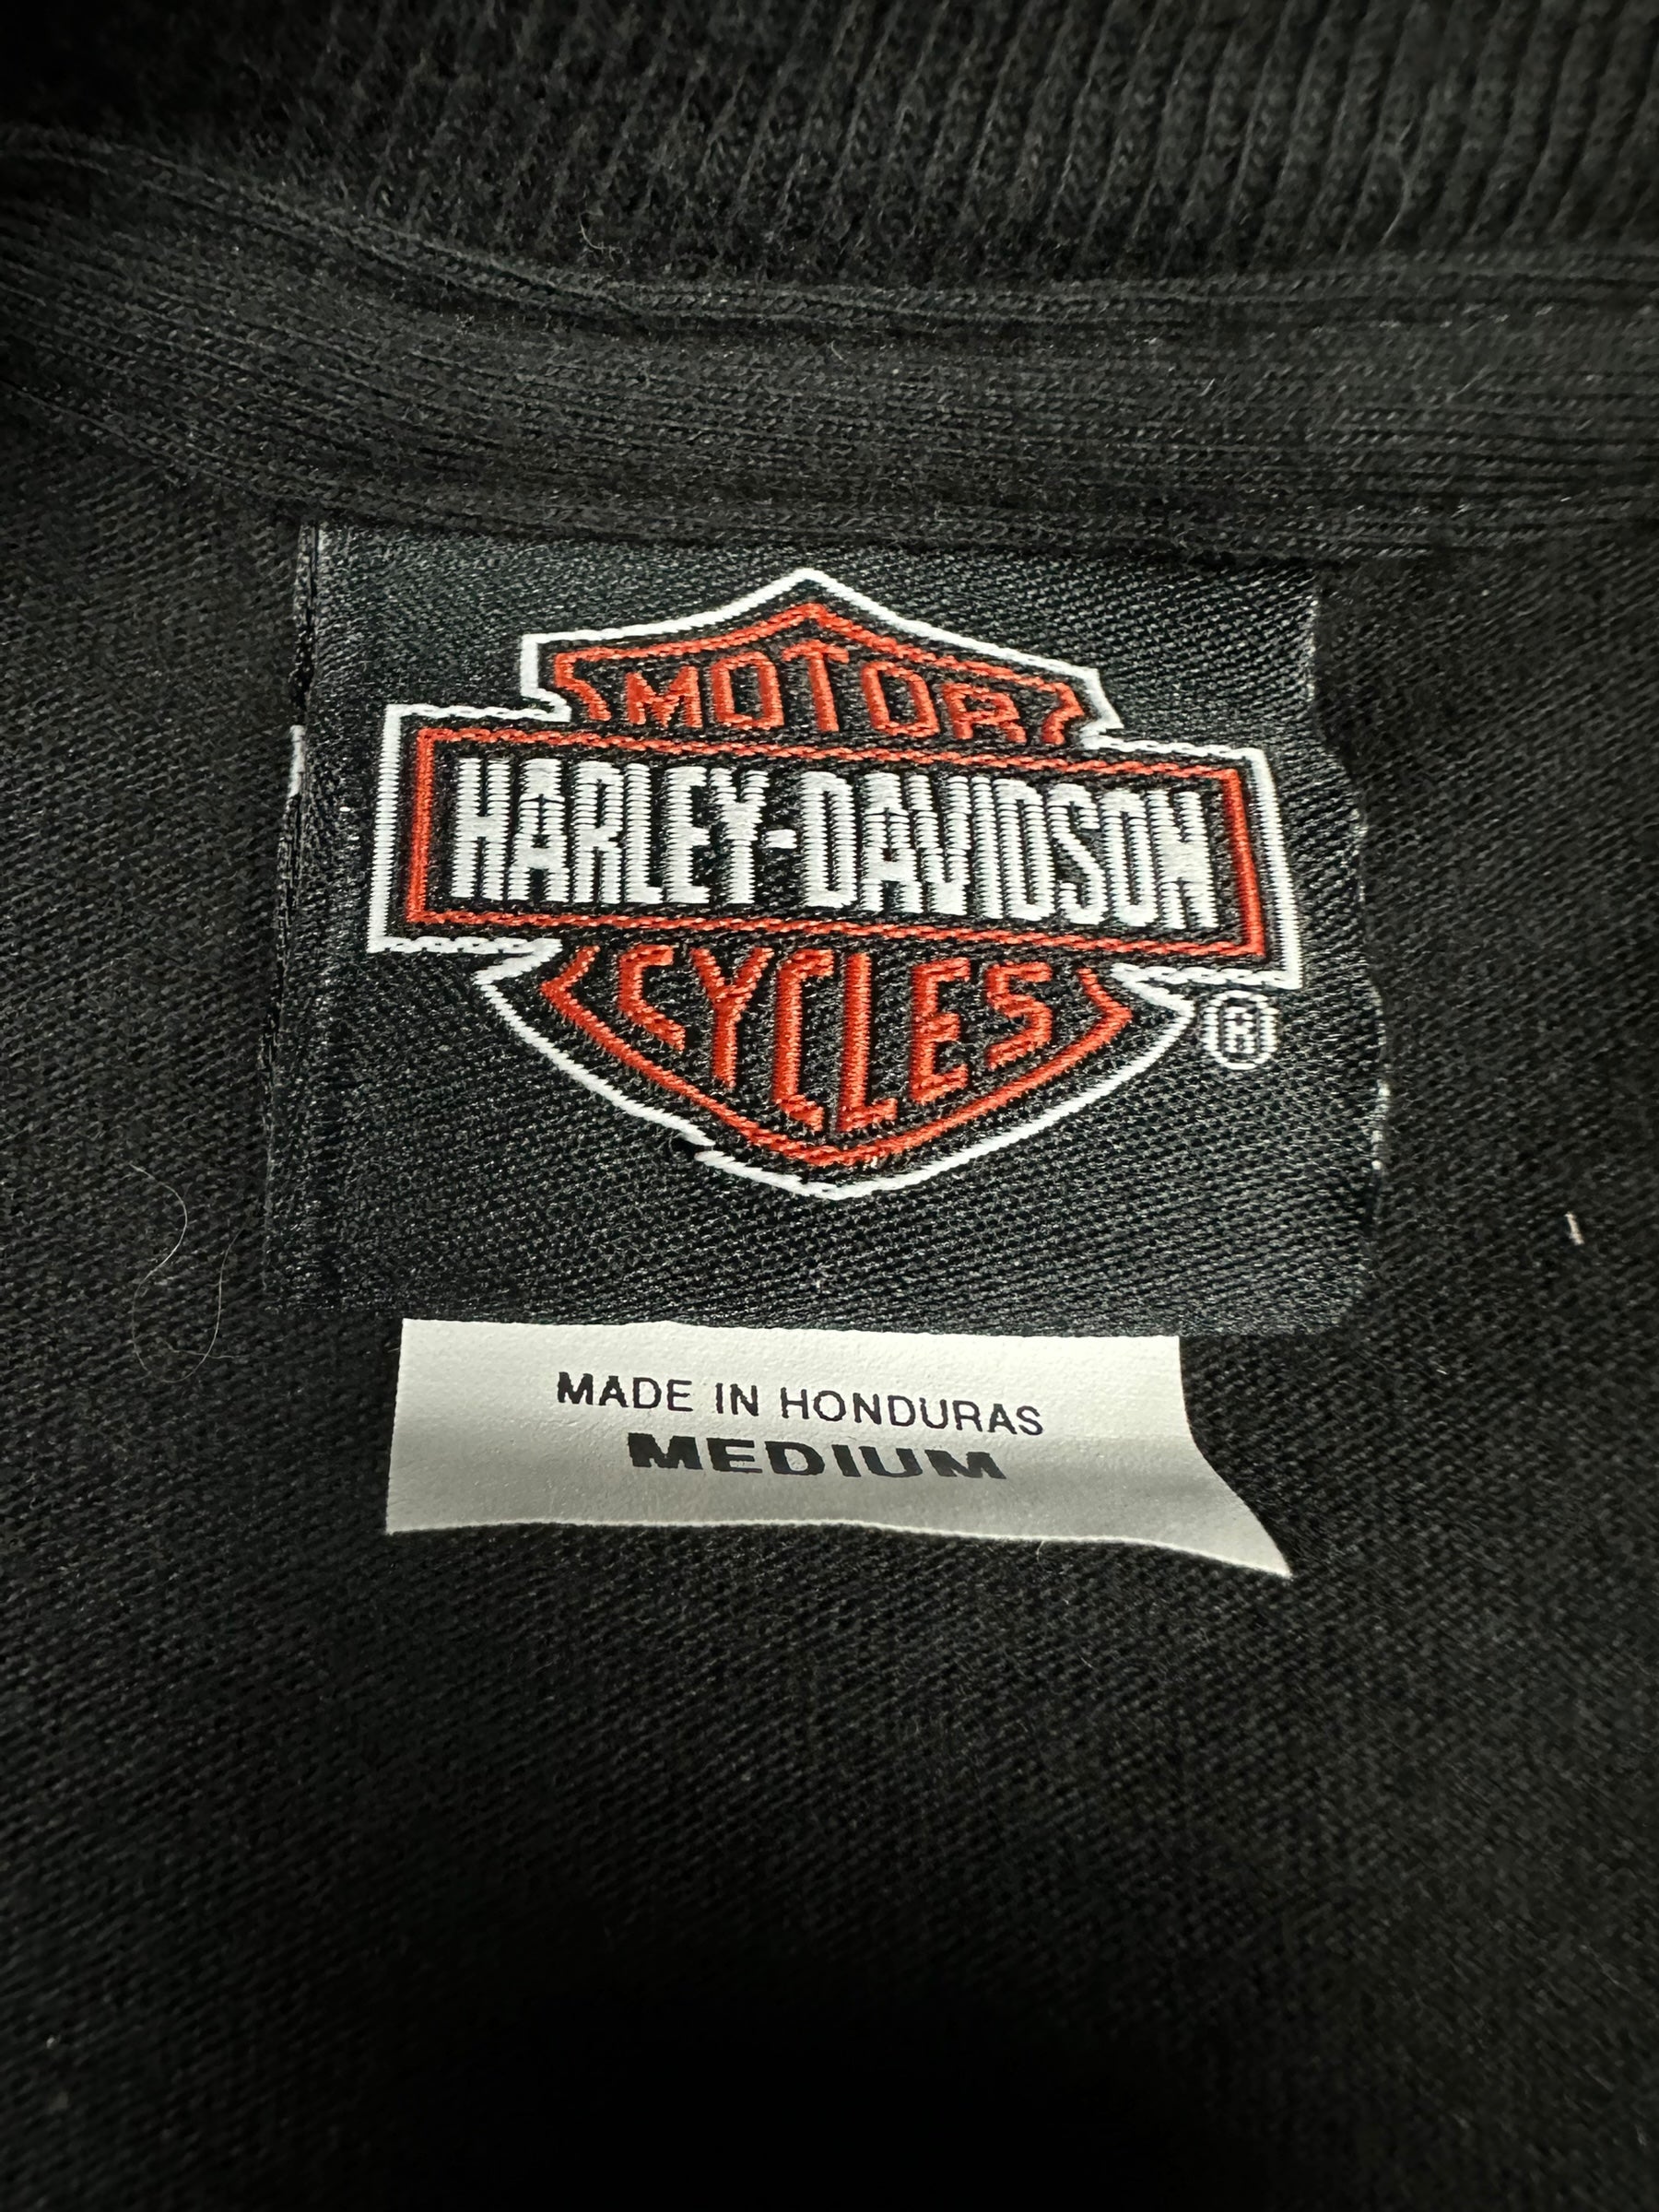 MOTOR
HARLEY-DAVIDSON
CYCLES
®
MADE IN HONDURAS
MEDIUM